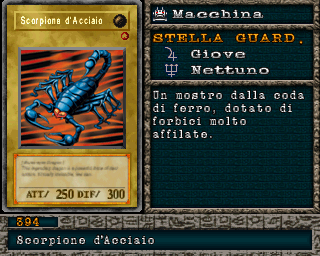 Scorpione d'Acciaio
ATT/ 250 DIF/ 300
Macchina
STELLA GUARD.
Giove
Nettuno
Un mostro dalla coda
di ferro, dotato di
forbici molto
affilate.
394
Scorpione d'Acciaio